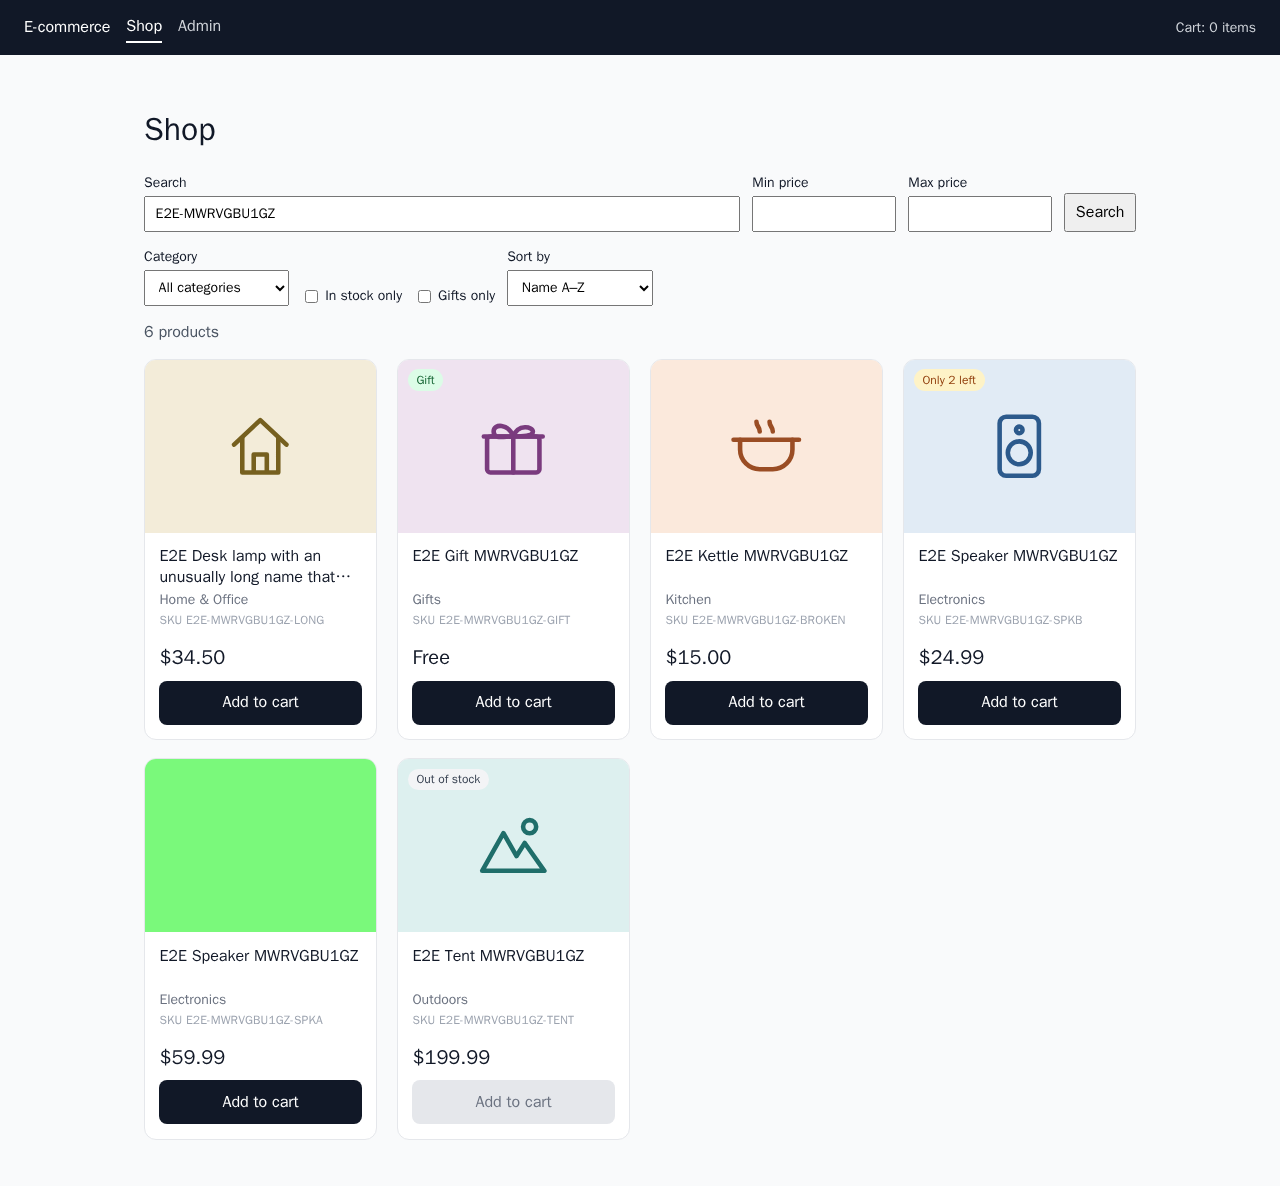 E-commerce Shop Admin Cart: 0 items
Shop
Search Min price Max price
E2E-MWRVGBU1GZ Search
Category Sort by
All categories In stock only Gifts only Name A–Z
6 products
Gift Only 2 left
E2E Desk lamp with an
unusually long name that…
Home & Office
SKU E2E-MWRVGBU1GZ-LONG
$34.50
Add to cart
E2E Gift MWRVGBU1GZ
Gifts
SKU E2E-MWRVGBU1GZ-GIFT
Free
Add to cart
E2E Kettle MWRVGBU1GZ
Kitchen
SKU E2E-MWRVGBU1GZ-BROKEN
$15.00
Add to cart
E2E Speaker MWRVGBU1GZ
Electronics
SKU E2E-MWRVGBU1GZ-SPKB
$24.99
Add to cart
E2E Speaker MWRVGBU1GZ
Electronics
SKU E2E-MWRVGBU1GZ-SPKA
$59.99
Add to cart
Out of stock
E2E Tent MWRVGBU1GZ
Outdoors
SKU E2E-MWRVGBU1GZ-TENT
$199.99
Add to cart